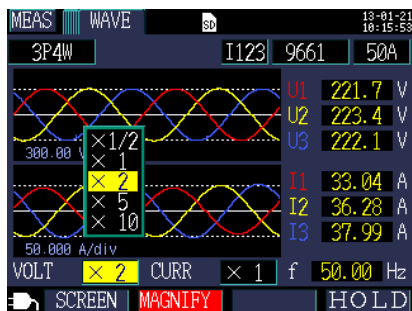 MEAS WAVE SD 13-01-21
10:15:53
3P4W I123 9661 50A
U1 221.7 V
U2 223.4 V
U3 222.1 V
300.00 V
×1/2
× 1
× 2
× 5
× 10
I1 33.04 A
I2 36.28 A
I3 37.99 A
50.000 A/div
VOLT × 2 CURR × 1 f 50.00 Hz
SCREEN MAGNIFY HOLD